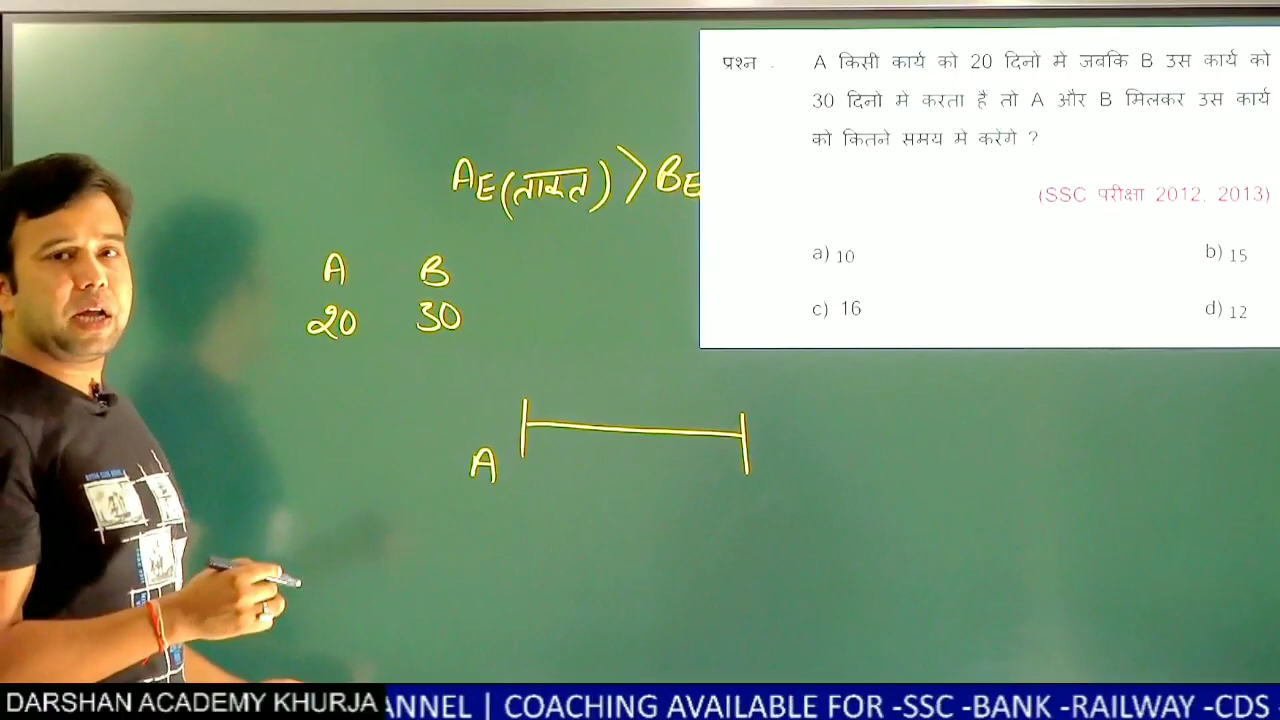 प्रश्न . A किसी कार्य को 20 दिनो मे जबकि B उस कार्य को
30 दिनो मे करता है तो A और B मिलकर उस कार्य
को कितने समय मे करेंगे ?
(SSC परीक्षा 2012, 2013)
a) 10 b) 15
c) 16 d) 12
AE(ताकत) > BE
A B
20 30
A
DARSHAN ACADEMY KHURJA
ANNEL | COACHING AVAILABLE FOR -SSC -BANK -RAILWAY -CDS